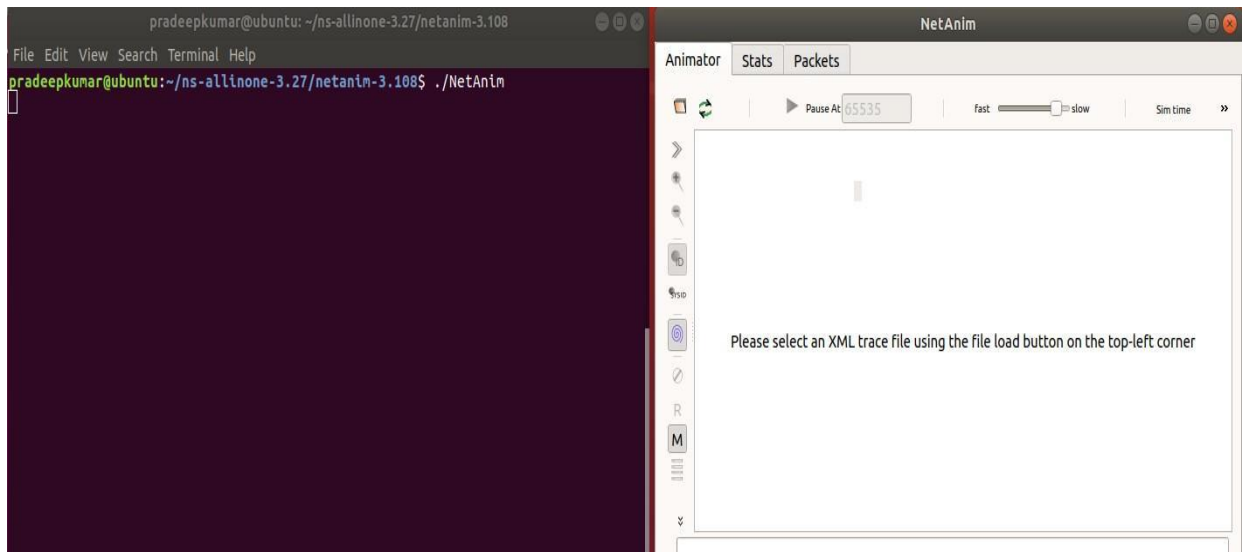 pradeepkumar@ubuntu: ~/ns-allinone-3.27/netanim-3.108
File Edit View Search Terminal Help
pradeepkumar@ubuntu:~/ns-allinone-3.27/netanim-3.108$ ./NetAnim
NetAnim
Animator Stats Packets
Pause At 65535 fast slow Sim time »
ID
SYSID
Please select an XML trace file using the file load button on the top-left corner
R
M